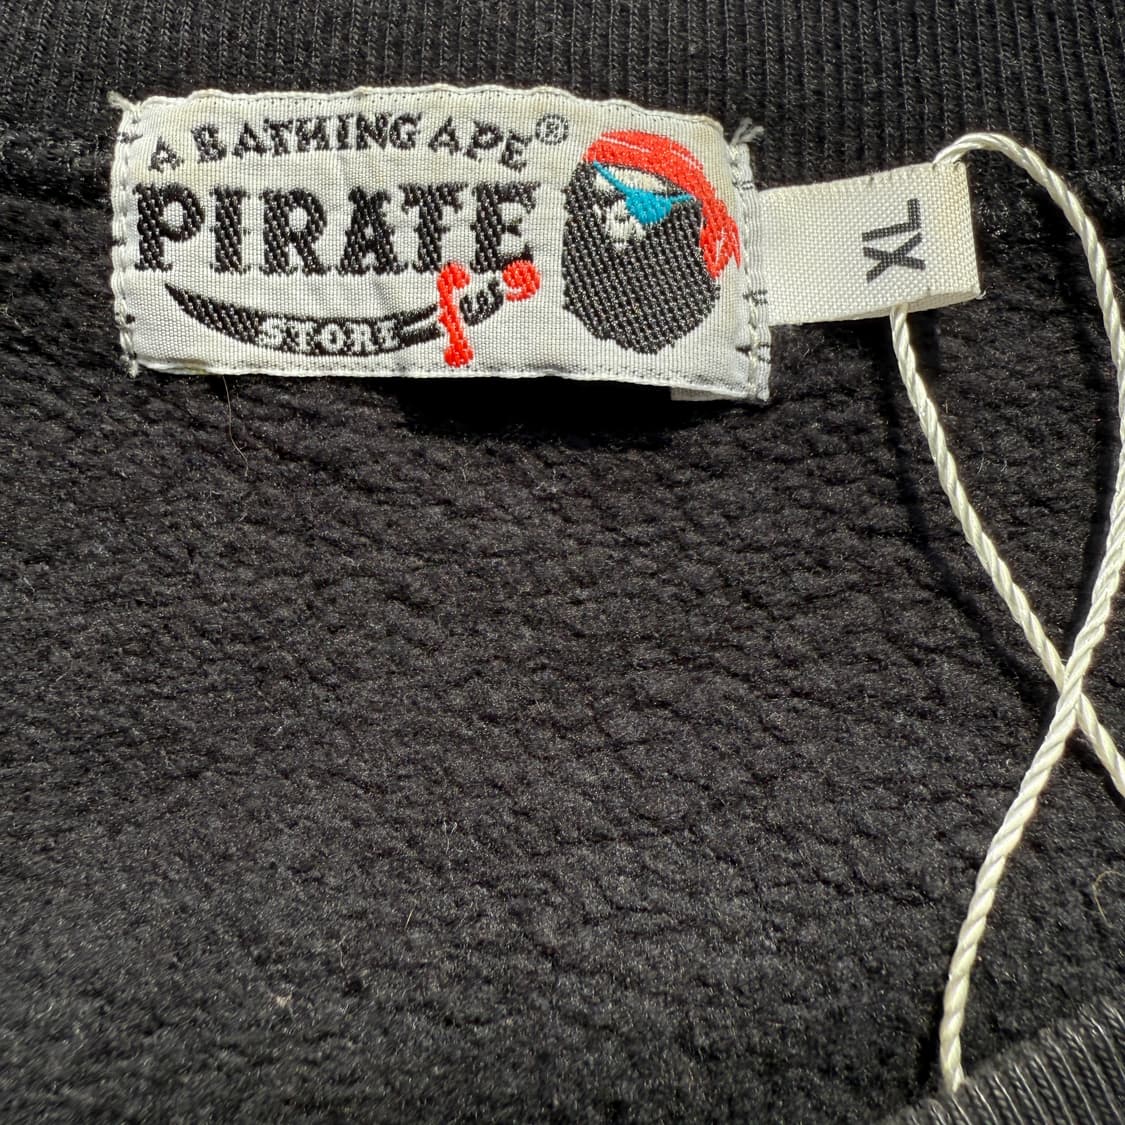 A BATHING APE®
PIRATE
STORE
XL